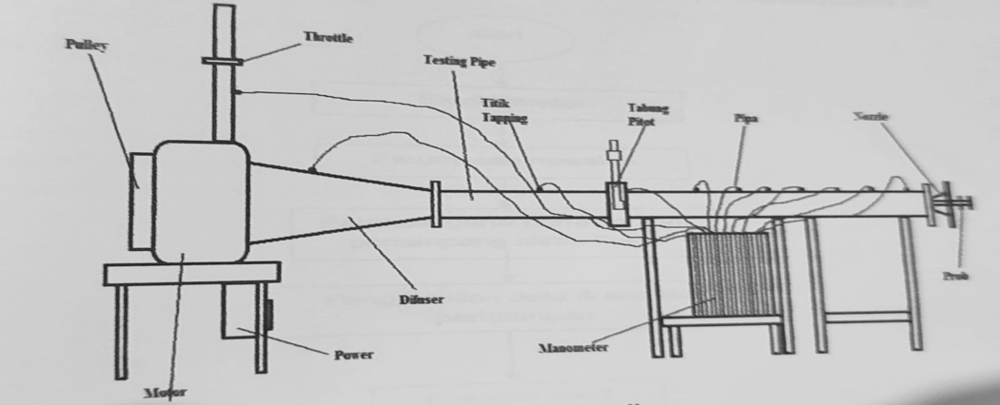 Pulley
Throttle
Testing Pipe
Titik
Tapping
Tabung
Pitot
Pipa
Nozzle
Difuser
Prob
Manometer
Power
Motor